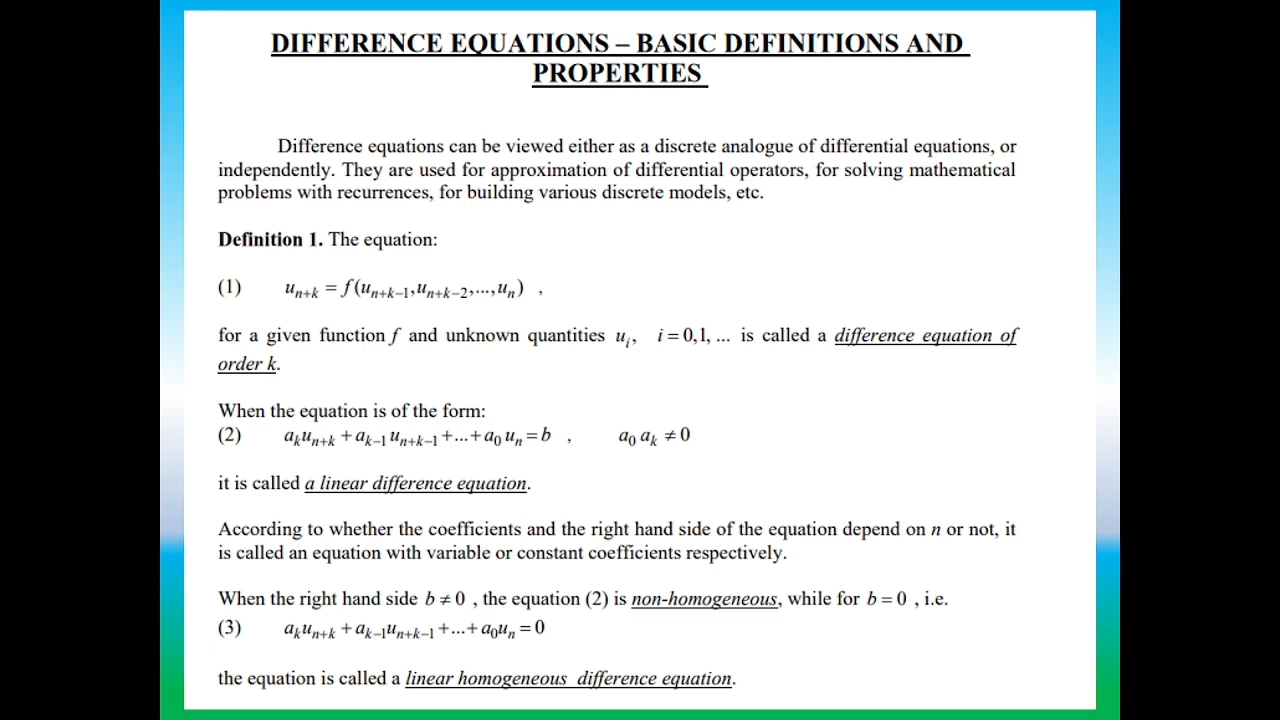 DIFFERENCE EQUATIONS – BASIC DEFINITIONS AND
PROPERTIES
Difference equations can be viewed either as a discrete analogue of differential equations, or
independently. They are used for approximation of differential operators, for solving mathematical
problems with recurrences, for building various discrete models, etc.
Definition 1. The equation:
(1) u_{n+k} = f(u_{n+k−1}, u_{n+k−2}, ..., u_n) ,
for a given function f and unknown quantities u_i, i = 0,1, ... is called a difference equation of
order k.
When the equation is of the form:
(2) a_k u_{n+k} + a_{k−1} u_{n+k−1} + ... + a_0 u_n = b , a_0 a_k ≠ 0
it is called a linear difference equation.
According to whether the coefficients and the right hand side of the equation depend on n or not, it
is called an equation with variable or constant coefficients respectively.
When the right hand side b ≠ 0 , the equation (2) is non-homogeneous, while for b = 0 , i.e.
(3) a_k u_{n+k} + a_{k−1} u_{n+k−1} + ... + a_0 u_n = 0
the equation is called a linear homogeneous difference equation.